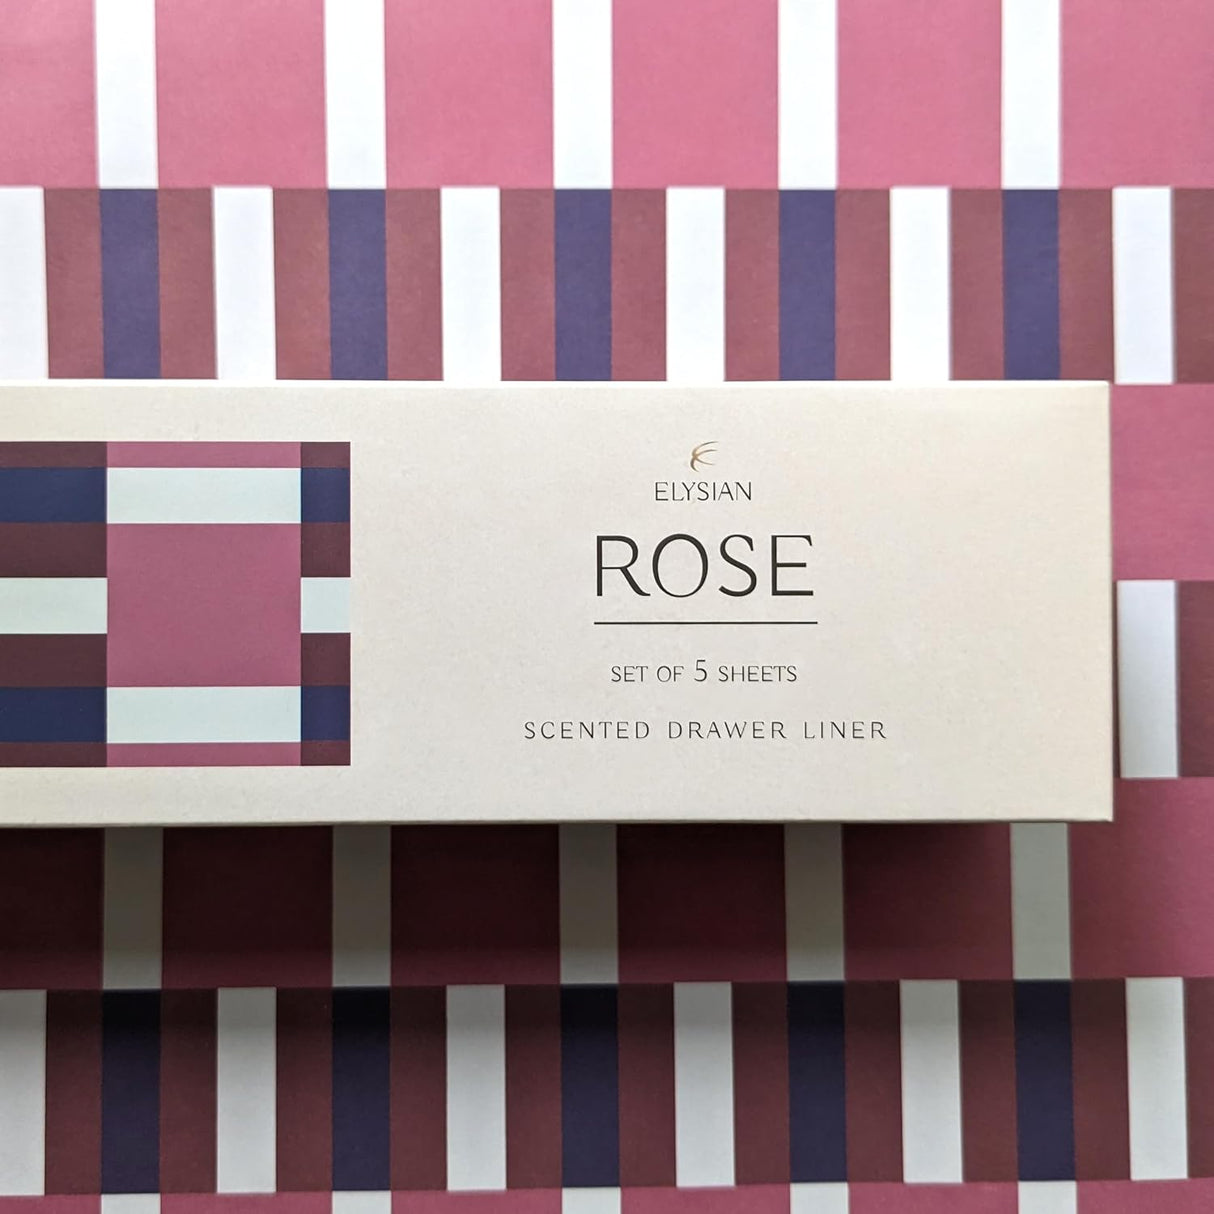 ELYSIAN
ROSE
SET OF 5 SHEETS
SCENTED DRAWER LINER